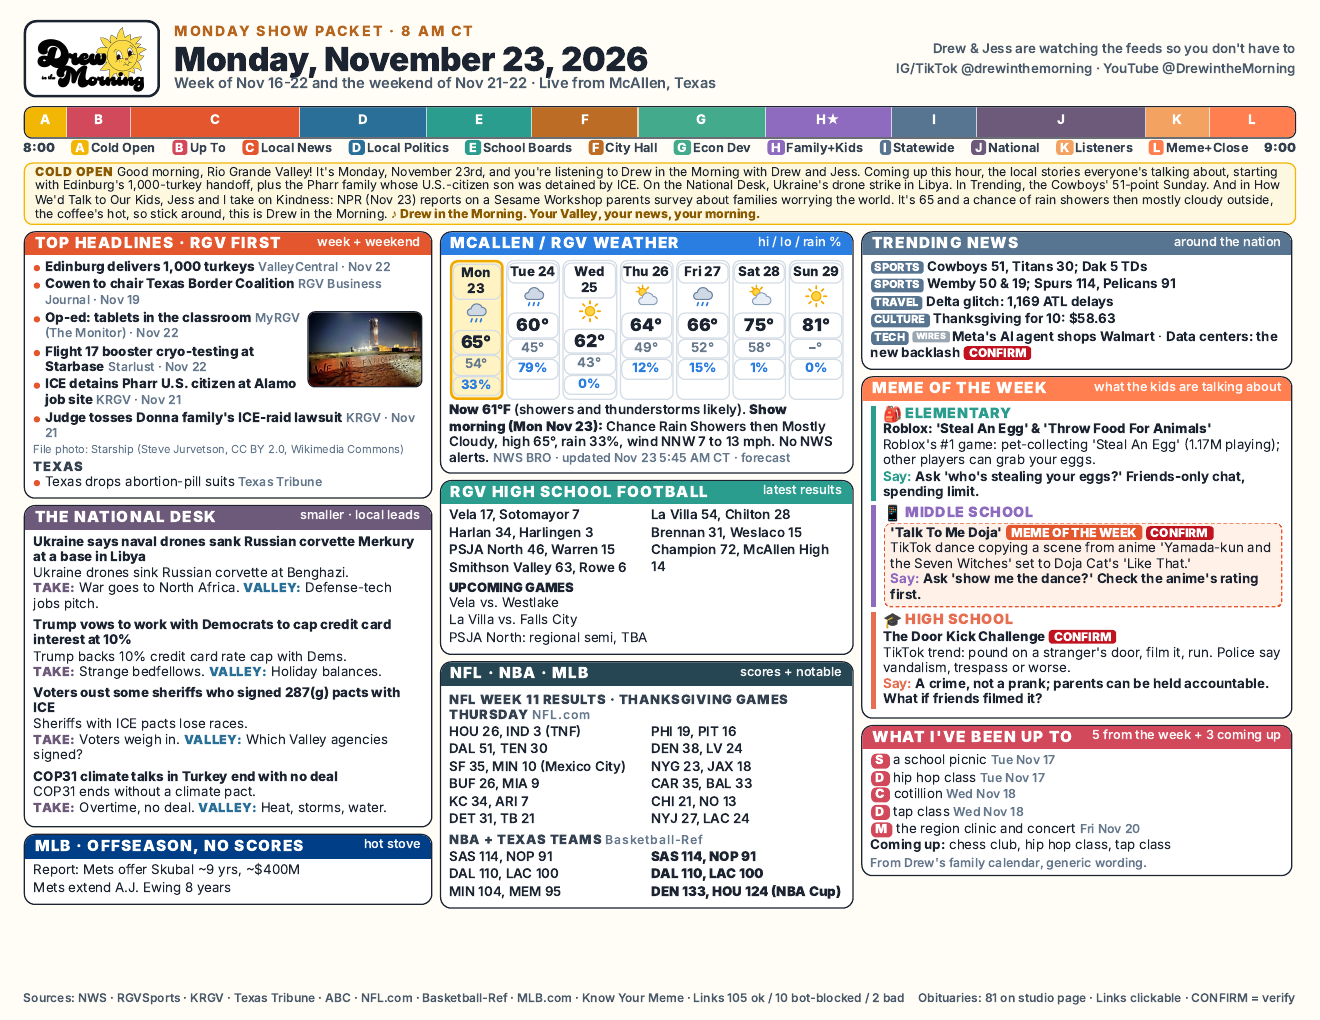 Drew in the Morning
MONDAY SHOW PACKET · 8 AM CT
Monday, November 23, 2026
Week of Nov 16-22 and the weekend of Nov 21-22 · Live from McAllen, Texas
Drew & Jess are watching the feeds so you don't have to
IG/TikTok @drewinthemorning · YouTube @DrewintheMorning
A B C D E F G H★ I J K L
8:00 A Cold Open B Up To C Local News D Local Politics E School Boards F City Hall G Econ Dev H Family+Kids I Statewide J National K Listeners L Meme+Close 9:00
COLD OPEN Good morning, Rio Grande Valley! It's Monday, November 23rd, and you're listening to Drew in the Morning with Drew and Jess. Coming up this hour, the local stories everyone's talking about, starting
with Edinburg's 1,000-turkey handoff, plus the Pharr family whose U.S.-citizen son was detained by ICE. On the National Desk, Ukraine's drone strike in Libya. In Trending, the Cowboys' 51-point Sunday. And in How
We'd Talk to Our Kids, Jess and I take on Kindness: NPR (Nov 23) reports on a Sesame Workshop parents survey about families worrying the world. It's 65 and a chance of rain showers then mostly cloudy outside,
the coffee's hot, so stick around, this is Drew in the Morning. ♪ Drew in the Morning. Your Valley, your news, your morning.
TOP HEADLINES · RGV FIRST week + weekend
Edinburg delivers 1,000 turkeys ValleyCentral · Nov 22
Cowen to chair Texas Border Coalition RGV Business
Journal · Nov 19
Op-ed: tablets in the classroom MyRGV
(The Monitor) · Nov 22
Flight 17 booster cryo-testing at
Starbase Starlust · Nov 22
ICE detains Pharr U.S. citizen at Alamo
job site KRGV · Nov 21
Judge tosses Donna family's ICE-raid lawsuit KRGV · Nov
21
File photo: Starship (Steve Jurvetson, CC BY 2.0, Wikimedia Commons)
TEXAS
Texas drops abortion-pill suits Texas Tribune
THE NATIONAL DESK smaller · local leads
Ukraine says naval drones sank Russian corvette Merkury
at a base in Libya
Ukraine drones sink Russian corvette at Benghazi.
TAKE: War goes to North Africa. VALLEY: Defense-tech
jobs pitch.
Trump vows to work with Democrats to cap credit card
interest at 10%
Trump backs 10% credit card rate cap with Dems.
TAKE: Strange bedfellows. VALLEY: Holiday balances.
Voters oust some sheriffs who signed 287(g) pacts with
ICE
Sheriffs with ICE pacts lose races.
TAKE: Voters weigh in. VALLEY: Which Valley agencies
signed?
COP31 climate talks in Turkey end with no deal
COP31 ends without a climate pact.
TAKE: Overtime, no deal. VALLEY: Heat, storms, water.
MLB · OFFSEASON, NO SCORES hot stove
Report: Mets offer Skubal ~9 yrs, ~$400M
Mets extend A.J. Ewing 8 years
MCALLEN / RGV WEATHER hi / lo / rain %
Mon 23 65° 54° 33%
Tue 24 60° 45° 79%
Wed 25 62° 43° 0%
Thu 26 64° 49° 12%
Fri 27 66° 52° 15%
Sat 28 75° 58° 1%
Sun 29 81° –° 0%
Now 61°F (showers and thunderstorms likely). Show
morning (Mon Nov 23): Chance Rain Showers then Mostly
Cloudy, high 65°, rain 33%, wind NNW 7 to 13 mph. No NWS
alerts. NWS BRO · updated Nov 23 5:45 AM CT · forecast
RGV HIGH SCHOOL FOOTBALL latest results
Vela 17, Sotomayor 7
Harlan 34, Harlingen 3
PSJA North 46, Warren 15
Smithson Valley 63, Rowe 6
La Villa 54, Chilton 28
Brennan 31, Weslaco 15
Champion 72, McAllen High
14
UPCOMING GAMES
Vela vs. Westlake
La Villa vs. Falls City
PSJA North: regional semi, TBA
NFL · NBA · MLB scores + notable
NFL WEEK 11 RESULTS · THANKSGIVING GAMES
THURSDAY NFL.com
HOU 26, IND 3 (TNF)
DAL 51, TEN 30
SF 35, MIN 10 (Mexico City)
BUF 26, MIA 9
KC 34, ARI 7
DET 31, TB 21
PHI 19, PIT 16
DEN 38, LV 24
NYG 23, JAX 18
CAR 35, BAL 33
CHI 21, NO 13
NYJ 27, LAC 24
NBA + TEXAS TEAMS Basketball-Ref
SAS 114, NOP 91
DAL 110, LAC 100
MIN 104, MEM 95
SAS 114, NOP 91
DAL 110, LAC 100
DEN 133, HOU 124 (NBA Cup)
TRENDING NEWS around the nation
SPORTS Cowboys 51, Titans 30; Dak 5 TDs
SPORTS Wemby 50 & 19; Spurs 114, Pelicans 91
TRAVEL Delta glitch: 1,169 ATL delays
CULTURE Thanksgiving for 10: $58.63
TECH WIRES Meta's AI agent shops Walmart · Data centers: the
new backlash CONFIRM
MEME OF THE WEEK what the kids are talking about
ELEMENTARY
Roblox: 'Steal An Egg' & 'Throw Food For Animals'
Roblox's #1 game: pet-collecting 'Steal An Egg' (1.17M playing);
other players can grab your eggs.
Say: Ask 'who's stealing your eggs?' Friends-only chat,
spending limit.
MIDDLE SCHOOL
'Talk To Me Doja' MEME OF THE WEEK CONFIRM
TikTok dance copying a scene from anime 'Yamada-kun and
the Seven Witches' set to Doja Cat's 'Like That.'
Say: Ask 'show me the dance?' Check the anime's rating
first.
HIGH SCHOOL
The Door Kick Challenge CONFIRM
TikTok trend: pound on a stranger's door, film it, run. Police say
vandalism, trespass or worse.
Say: A crime, not a prank; parents can be held accountable.
What if friends filmed it?
WHAT I'VE BEEN UP TO 5 from the week + 3 coming up
S a school picnic Tue Nov 17
D hip hop class Tue Nov 17
C cotillion Wed Nov 18
D tap class Wed Nov 18
M the region clinic and concert Fri Nov 20
Coming up: chess club, hip hop class, tap class
From Drew's family calendar, generic wording.
Sources: NWS · RGVSports · KRGV · Texas Tribune · ABC · NFL.com · Basketball-Ref · MLB.com · Know Your Meme · Links 105 ok / 10 bot-blocked / 2 bad Obituaries: 81 on studio page · Links clickable · CONFIRM = verify